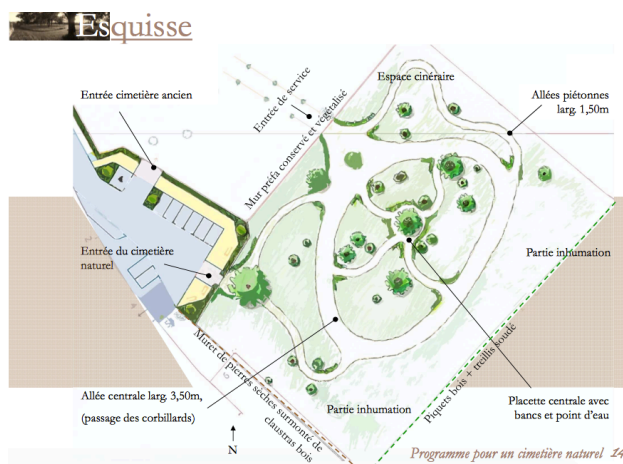 Esquisse
Espace cinéraire
Entrée cimetière ancien
Entrée de service
Allées piétonnes
larg. 1,50m
Mur préfa conservé et végétalisé
Entrée du cimetière
naturel
Partie inhumation
Muret de pierres sèches surmonté de
claustras bois
Piquets bois + treillis soudé
Allée centrale larg. 3,50m,
(passage des corbillards)
Partie inhumation
Placette centrale avec
bancs et point d'eau
N
Programme pour un cimetière naturel 14